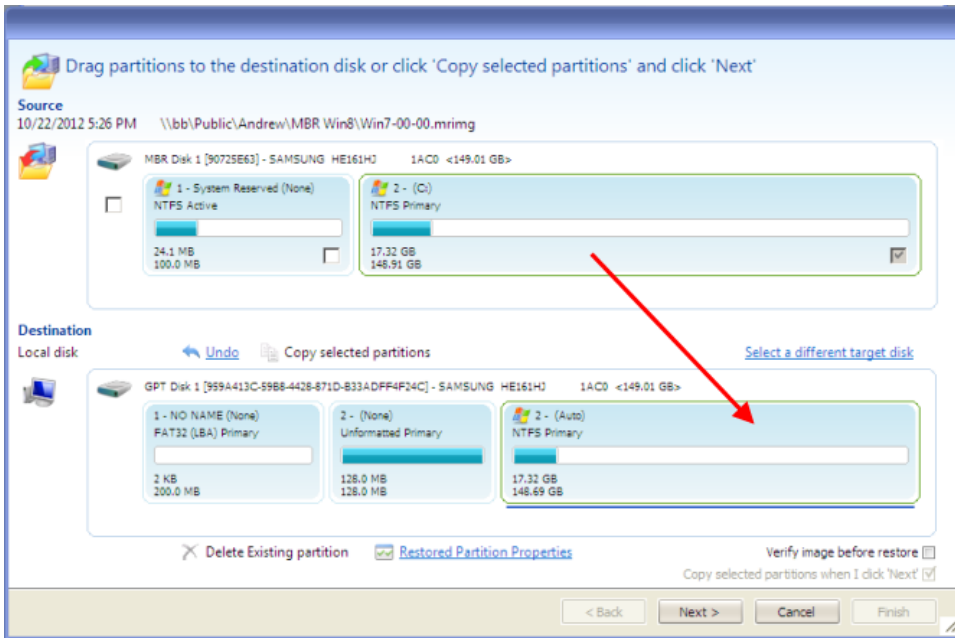 Drag partitions to the destination disk or click 'Copy selected partitions' and click 'Next'
Source
10/22/2012 5:26 PM \\bb\Public\Andrew\MBR Win8\Win7-00-00.mrimg
MBR Disk 1 [90725E63] - SAMSUNG HE161HJ 1AC0 <149.01 GB>
1 - System Reserved (None)
NTFS Active
24.1 MB
100.0 MB
2 - (C:)
NTFS Primary
17.32 GB
148.91 GB
Destination
Local disk
Undo
Copy selected partitions
Select a different target disk
GPT Disk 1 [959A413C-59B8-4428-871D-B33ADFF4F24C] - SAMSUNG HE161HJ 1AC0 <149.01 GB>
1 - NO NAME (None)
FAT32 (LBA) Primary
2 KB
200.0 MB
2 - (None)
Unformatted Primary
128.0 MB
128.0 MB
2 - (Auto)
NTFS Primary
17.32 GB
148.69 GB
Delete Existing partition
Restored Partition Properties
Verify image before restore
Copy selected partitions when I click 'Next'
< Back
Next >
Cancel
Finish